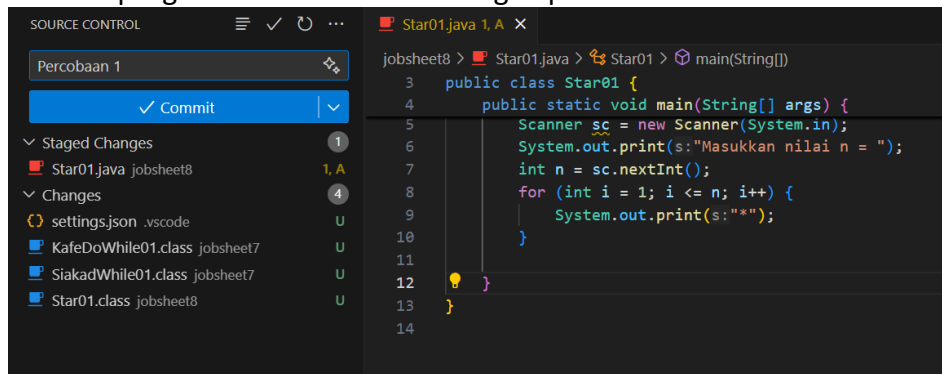 SOURCE CONTROL
Percobaan 1
Commit
Staged Changes 1
Star01.java jobsheet8 1, A
Changes 4
settings.json .vscode U
KafeDoWhile01.class jobsheet7 U
SiakadWhile01.class jobsheet7 U
Star01.class jobsheet8 U
Star01.java 1, A
jobsheet8 > Star01.java > Star01 > main(String[])
3 public class Star01 {
4 public static void main(String[] args) {
5 Scanner sc = new Scanner(System.in);
6 System.out.print(s:"Masukkan nilai n = ");
7 int n = sc.nextInt();
8 for (int i = 1; i <= n; i++) {
9 System.out.print(s:"*");
10 }
11
12 }
13 }
14